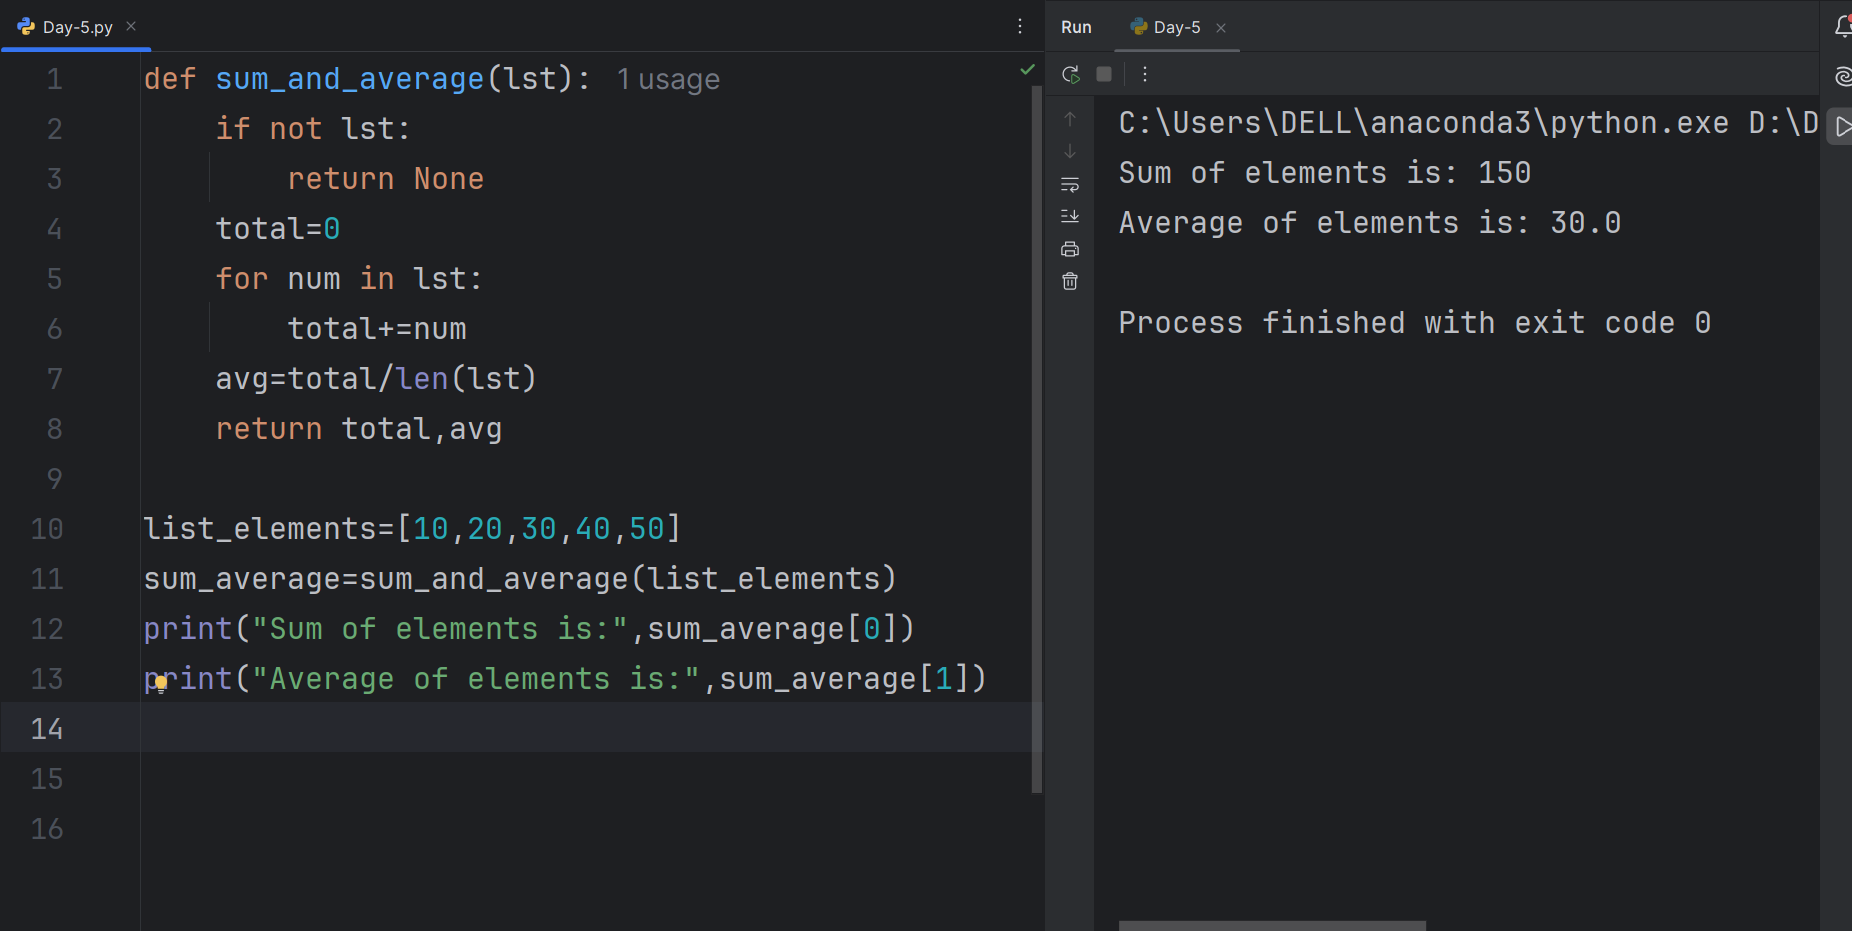 Day-5.py
1 def sum_and_average(lst): 1 usage
2     if not lst:
3         return None
4     total=0
5     for num in lst:
6         total+=num
7     avg=total/len(lst)
8     return total,avg
9
10 list_elements=[10,20,30,40,50]
11 sum_average=sum_and_average(list_elements)
12 print("Sum of elements is:",sum_average[0])
13 print("Average of elements is:",sum_average[1])
14
15
16
Run Day-5
C:\Users\DELL\anaconda3\python.exe D:\D
Sum of elements is: 150
Average of elements is: 30.0
Process finished with exit code 0